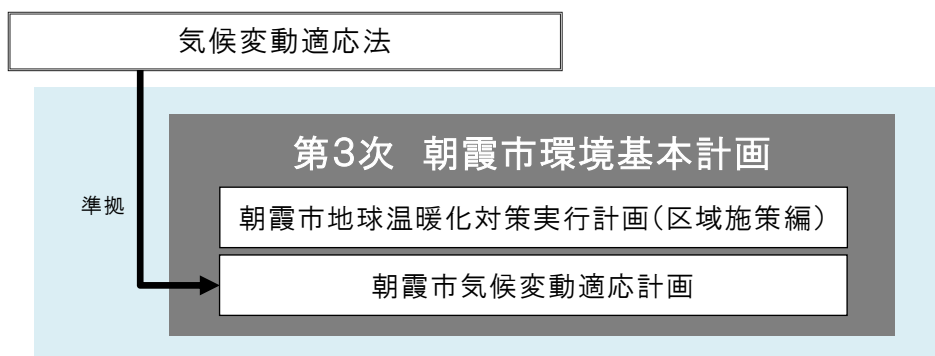 気候変動適応法
第3次 朝霞市環境基本計画
準拠
朝霞市地球温暖化対策実行計画(区域施策編)
朝霞市気候変動適応計画